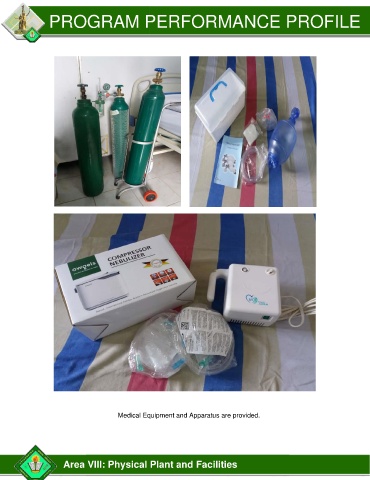 PROGRAM PERFORMANCE PROFILE
COMPRESSOR
NEBULIZER
Medical Equipment and Apparatus are provided.
Area VIII: Physical Plant and Facilities